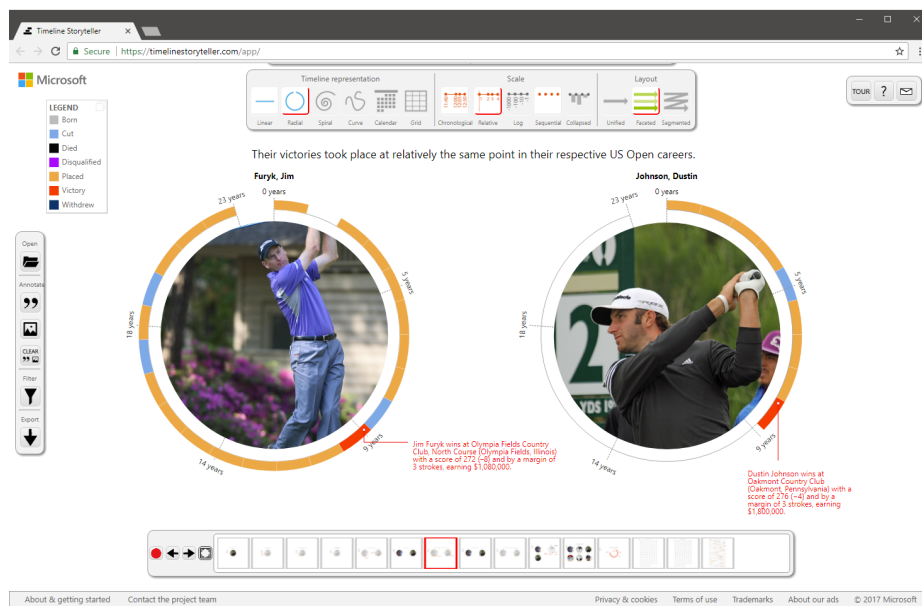 Timeline Storyteller
Secure | https://timelinestoryteller.com/app/
Microsoft
Timeline representation
Scale
Layout
Linear
Radial
Spiral
Curve
Calendar
Grid
Chronological
Relative
Log
Sequential
Collapsed
Unified
Faceted
Segmented
TOUR
?
LEGEND
Born
Cut
Died
Disqualified
Placed
Victory
Withdrew
Open
Annotate
CLEAR
Filter
Export
Their victories took place at relatively the same point in their respective US Open careers.
Furyk, Jim
0 years
5 years
9 years
14 years
18 years
23 years
Jim Furyk wins at Olympia Fields Country
Club, North Course (Olympia Fields, Illinois)
with a score of 272 (−8) and by a margin of
3 strokes, earning $1,080,000.
Johnson, Dustin
0 years
5 years
9 years
14 years
18 years
23 years
Dustin Johnson wins at
Oakmont Country Club
(Oakmont, Pennsylvania) with a
score of 276 (−4) and by a
margin of 3 strokes, earning
$1,800,000.
About & getting started
Contact the project team
Privacy & cookies
Terms of use
Trademarks
About our ads
© 2017 Microsoft